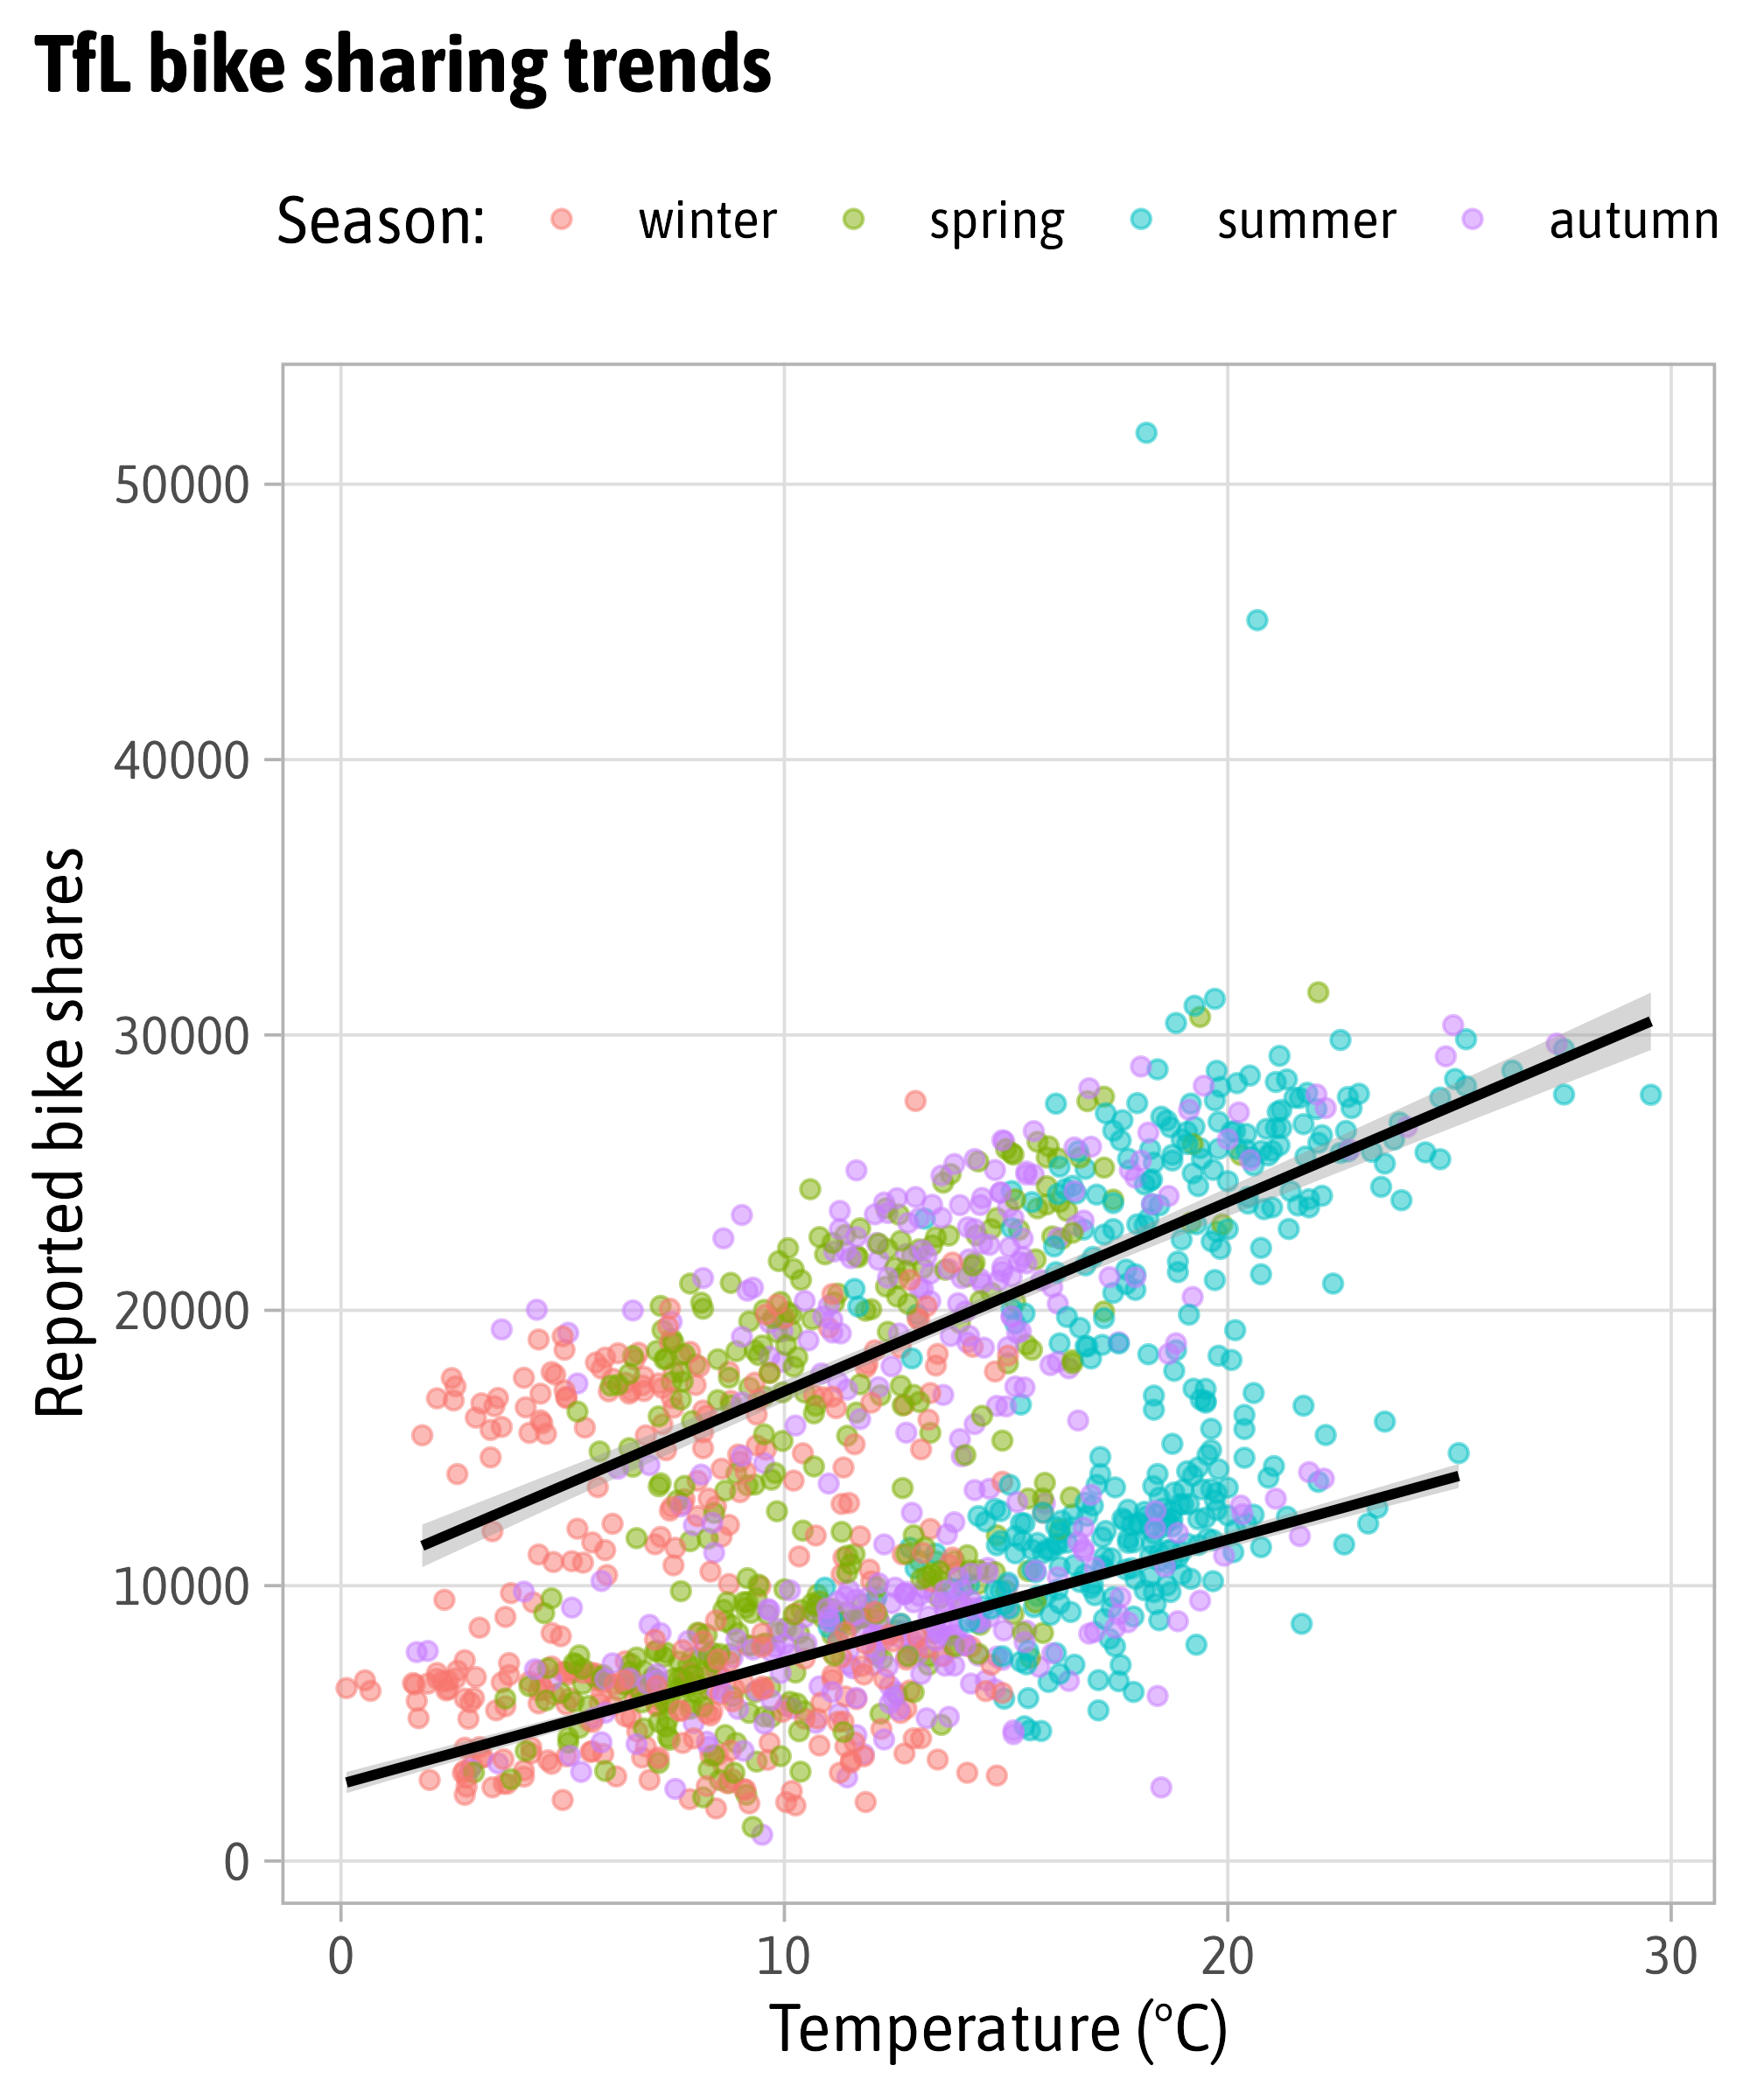 TfL bike sharing trends
Season: winter spring summer autumn
50000
40000
30000
20000
10000
0
Reported bike shares
0 10 20 30
Temperature (°C)